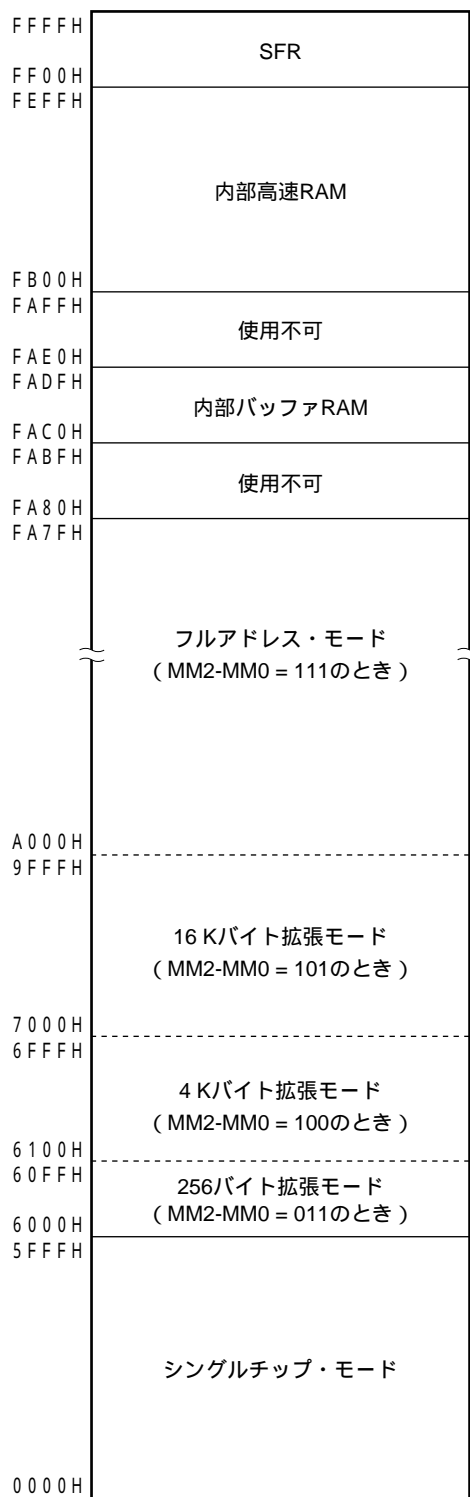 FFFFH
SFR
FF00H
FEFFH
内部高速RAM
FB00H
FAFFH
使用不可
FAE0H
FADFH
内部バッファRAM
FAC0H
FABFH
使用不可
FA80H
FA7FH
フルアドレス・モード
（MM2-MM0 = 111のとき）
A000H
9FFFH
16 Kバイト拡張モード
（MM2-MM0 = 101のとき）
7000H
6FFFH
4 Kバイト拡張モード
（MM2-MM0 = 100のとき）
6100H
60FFH
256バイト拡張モード
（MM2-MM0 = 011のとき）
6000H
5FFFH
シングルチップ・モード
0000H